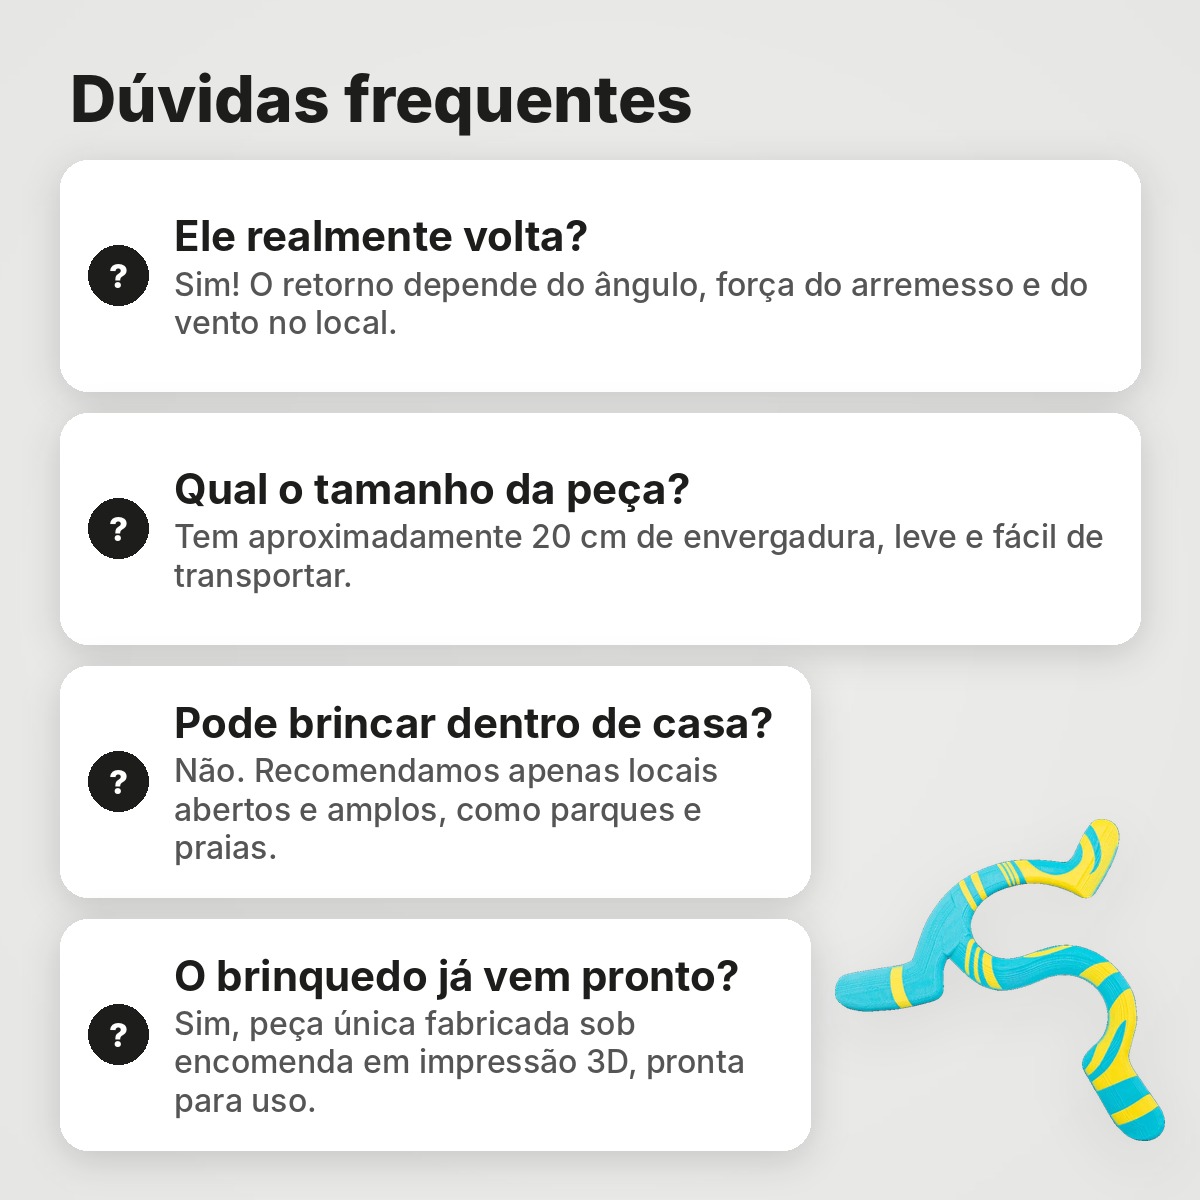 Dúvidas frequentes
?
Ele realmente volta?
Sim! O retorno depende do ângulo, força do arremesso e do
vento no local.
?
Qual o tamanho da peça?
Tem aproximadamente 20 cm de envergadura, leve e fácil de
transportar.
?
Pode brincar dentro de casa?
Não. Recomendamos apenas locais
abertos e amplos, como parques e
praias.
?
O brinquedo já vem pronto?
Sim, peça única fabricada sob
encomenda em impressão 3D, pronta
para uso.